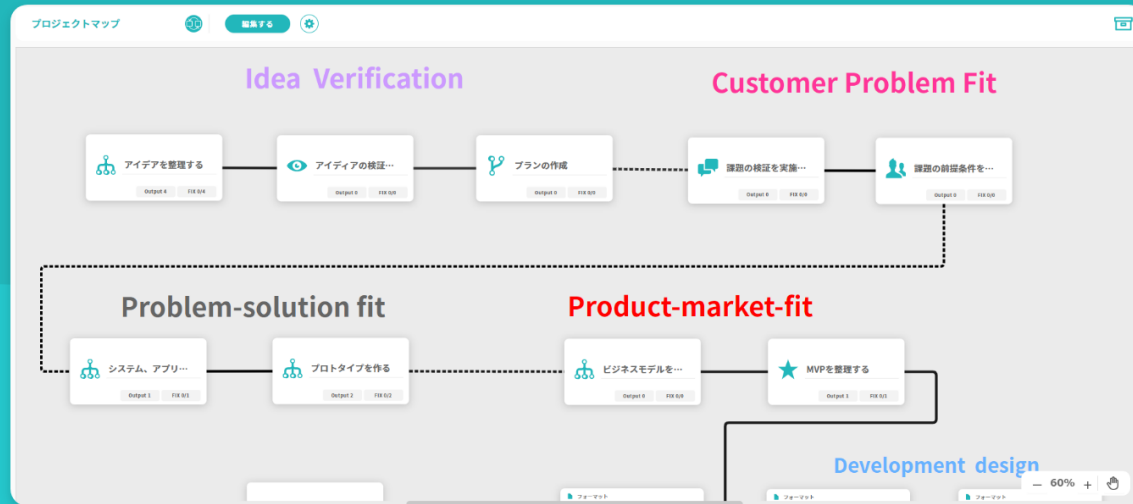 プロジェクトマップ
編集する
Idea Verification
Customer Problem Fit
アイデアを整理する
Output 4 FIX 0/4
アイディアの検証…
Output 0 FIX 0/0
プランの作成
Output 0 FIX 0/0
課題の検証を実施…
Output 0 FIX 0/0
課題の前提条件を…
Output 0 FIX 0/0
Problem-solution fit
Product-market-fit
システム、アプリ…
Output 1 FIX 0/1
プロトタイプを作る
Output 2 FIX 0/2
ビジネスモデルを…
Output 0 FIX 0/0
MVPを整理する
Output 1 FIX 0/1
Development design
60%
フォーマット
フォーマット
フォーマット